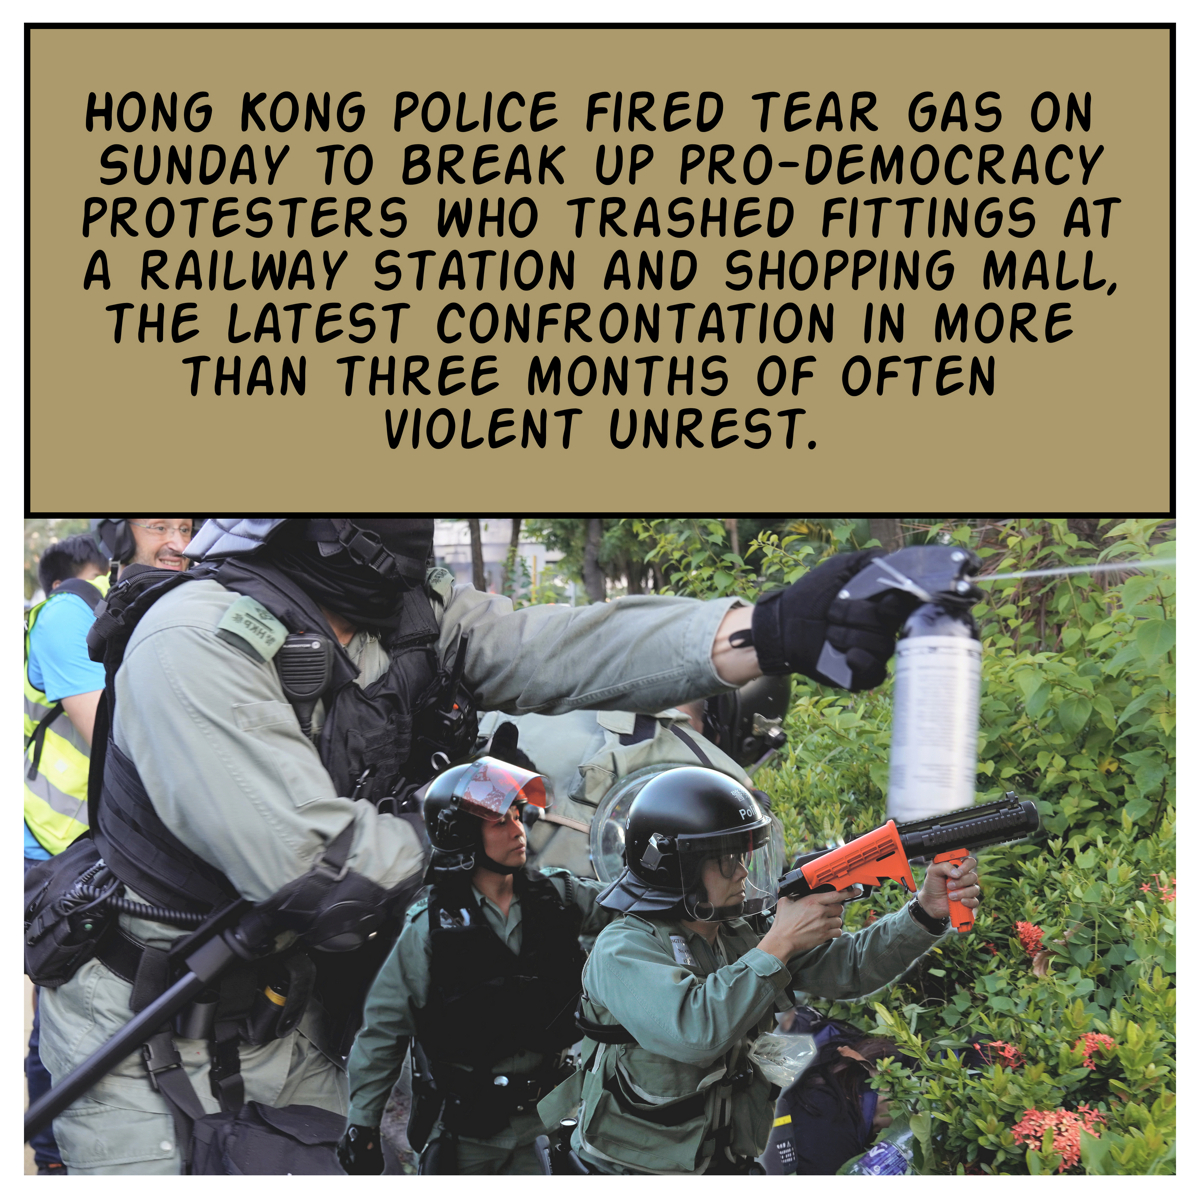 HONG KONG POLICE FIRED TEAR GAS ON
SUNDAY TO BREAK UP PRO-DEMOCRACY
PROTESTERS WHO TRASHED FITTINGS AT
A RAILWAY STATION AND SHOPPING MALL,
THE LATEST CONFRONTATION IN MORE
THAN THREE MONTHS OF OFTEN
VIOLENT UNREST.